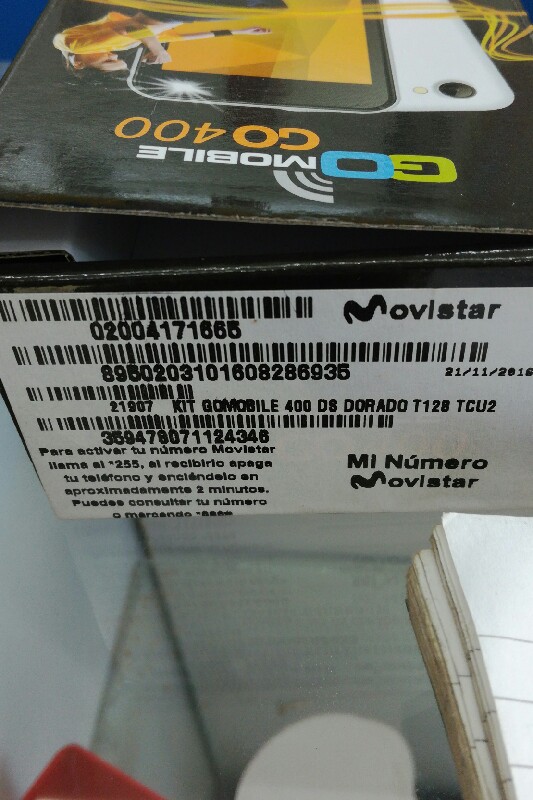 GO MOBILE
GO400
Movistar
02004171665
8950203101608286935
21/11/2016
21907 KIT GOMOBILE 400 DS DORADO T128 TCU2
359478071124346
Para activar tu número Movistar
llama al *255, al recibirlo apaga
tu teléfono y enciéndelo en
aproximadamente 2 minutos.
Puedes consultar tu número
o marcando
Mi Número
Movistar